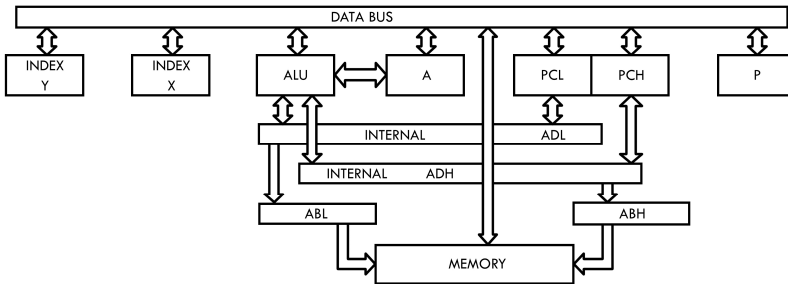 DATA BUS
INDEX
Y
INDEX
X
ALU
A
PCL
PCH
P
INTERNAL ADL
INTERNAL ADH
ABL
ABH
MEMORY